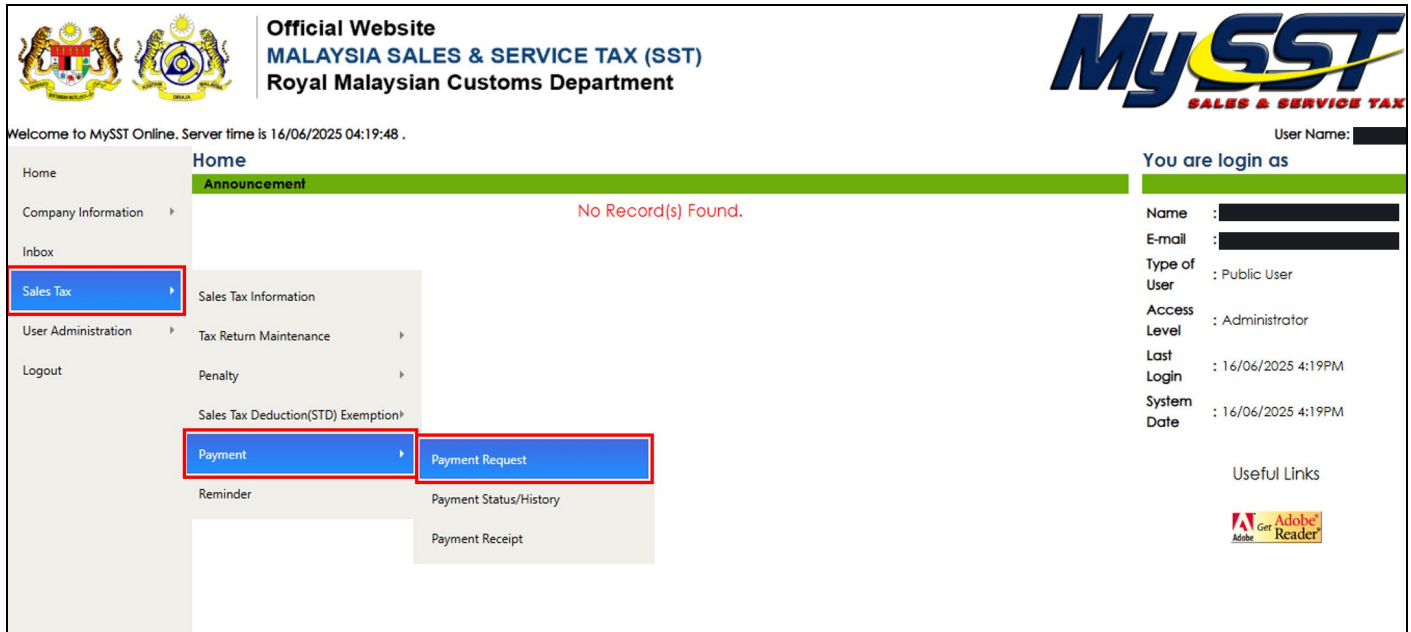 Official Website
MALAYSIA SALES & SERVICE TAX (SST)
Royal Malaysian Customs Department
MySST
SALES & SERVICE TAX
Welcome to MySST Online. Server time is 16/06/2025 04:19:48 .
User Name:
Home
Company Information
Inbox
Sales Tax
User Administration
Logout
Home
Announcement
No Record(s) Found.
Sales Tax Information
Tax Return Maintenance
Penalty
Sales Tax Deduction(STD) Exemption
Payment
Reminder
Payment Request
Payment Status/History
Payment Receipt
You are login as
Name :
E-mail :
Type of User : Public User
Access Level : Administrator
Last Login : 16/06/2025 4:19PM
System Date : 16/06/2025 4:19PM
Useful Links
Adobe
Get Adobe®
Reader®